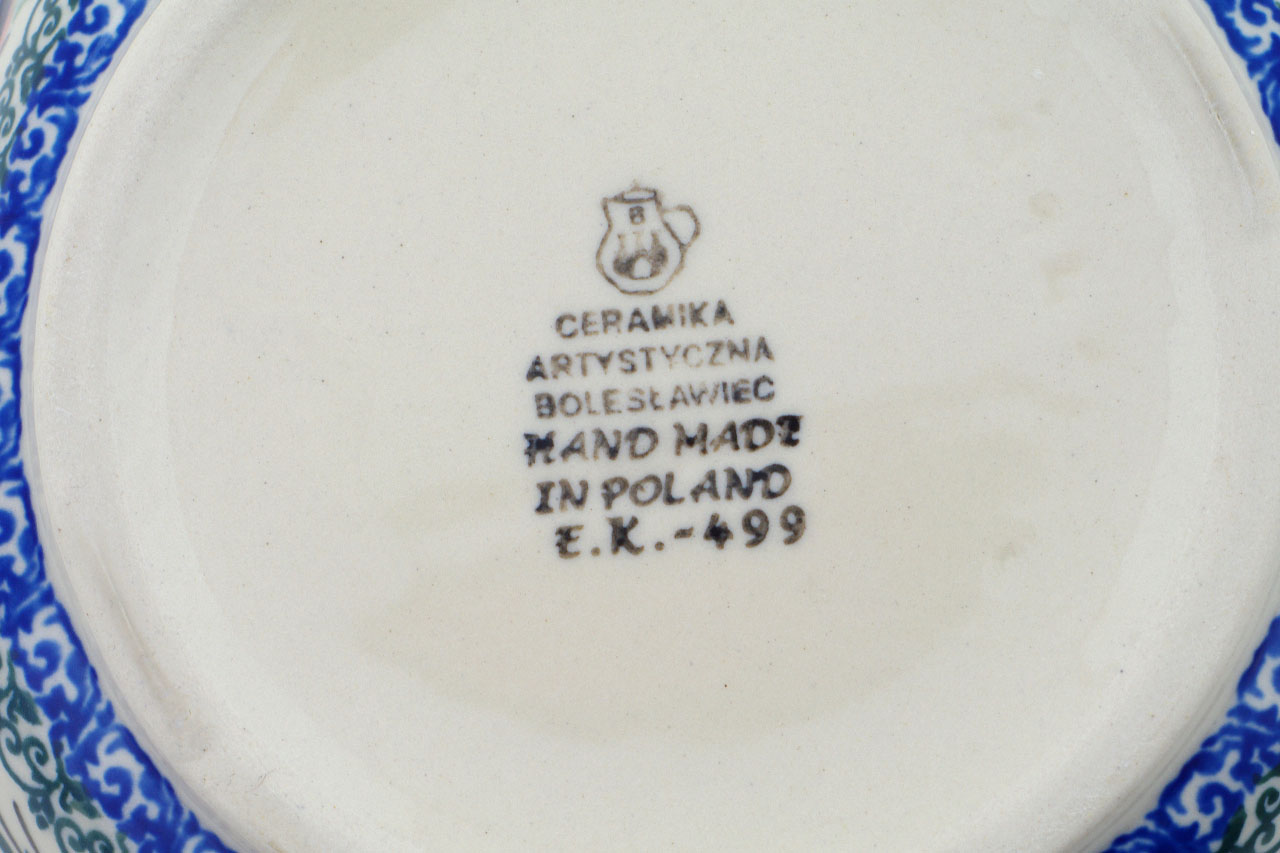 B
CERAMIKA
ARTYSTYCZNA
BOLESŁAWIEC
HAND MADE
IN POLAND
E.K.-499